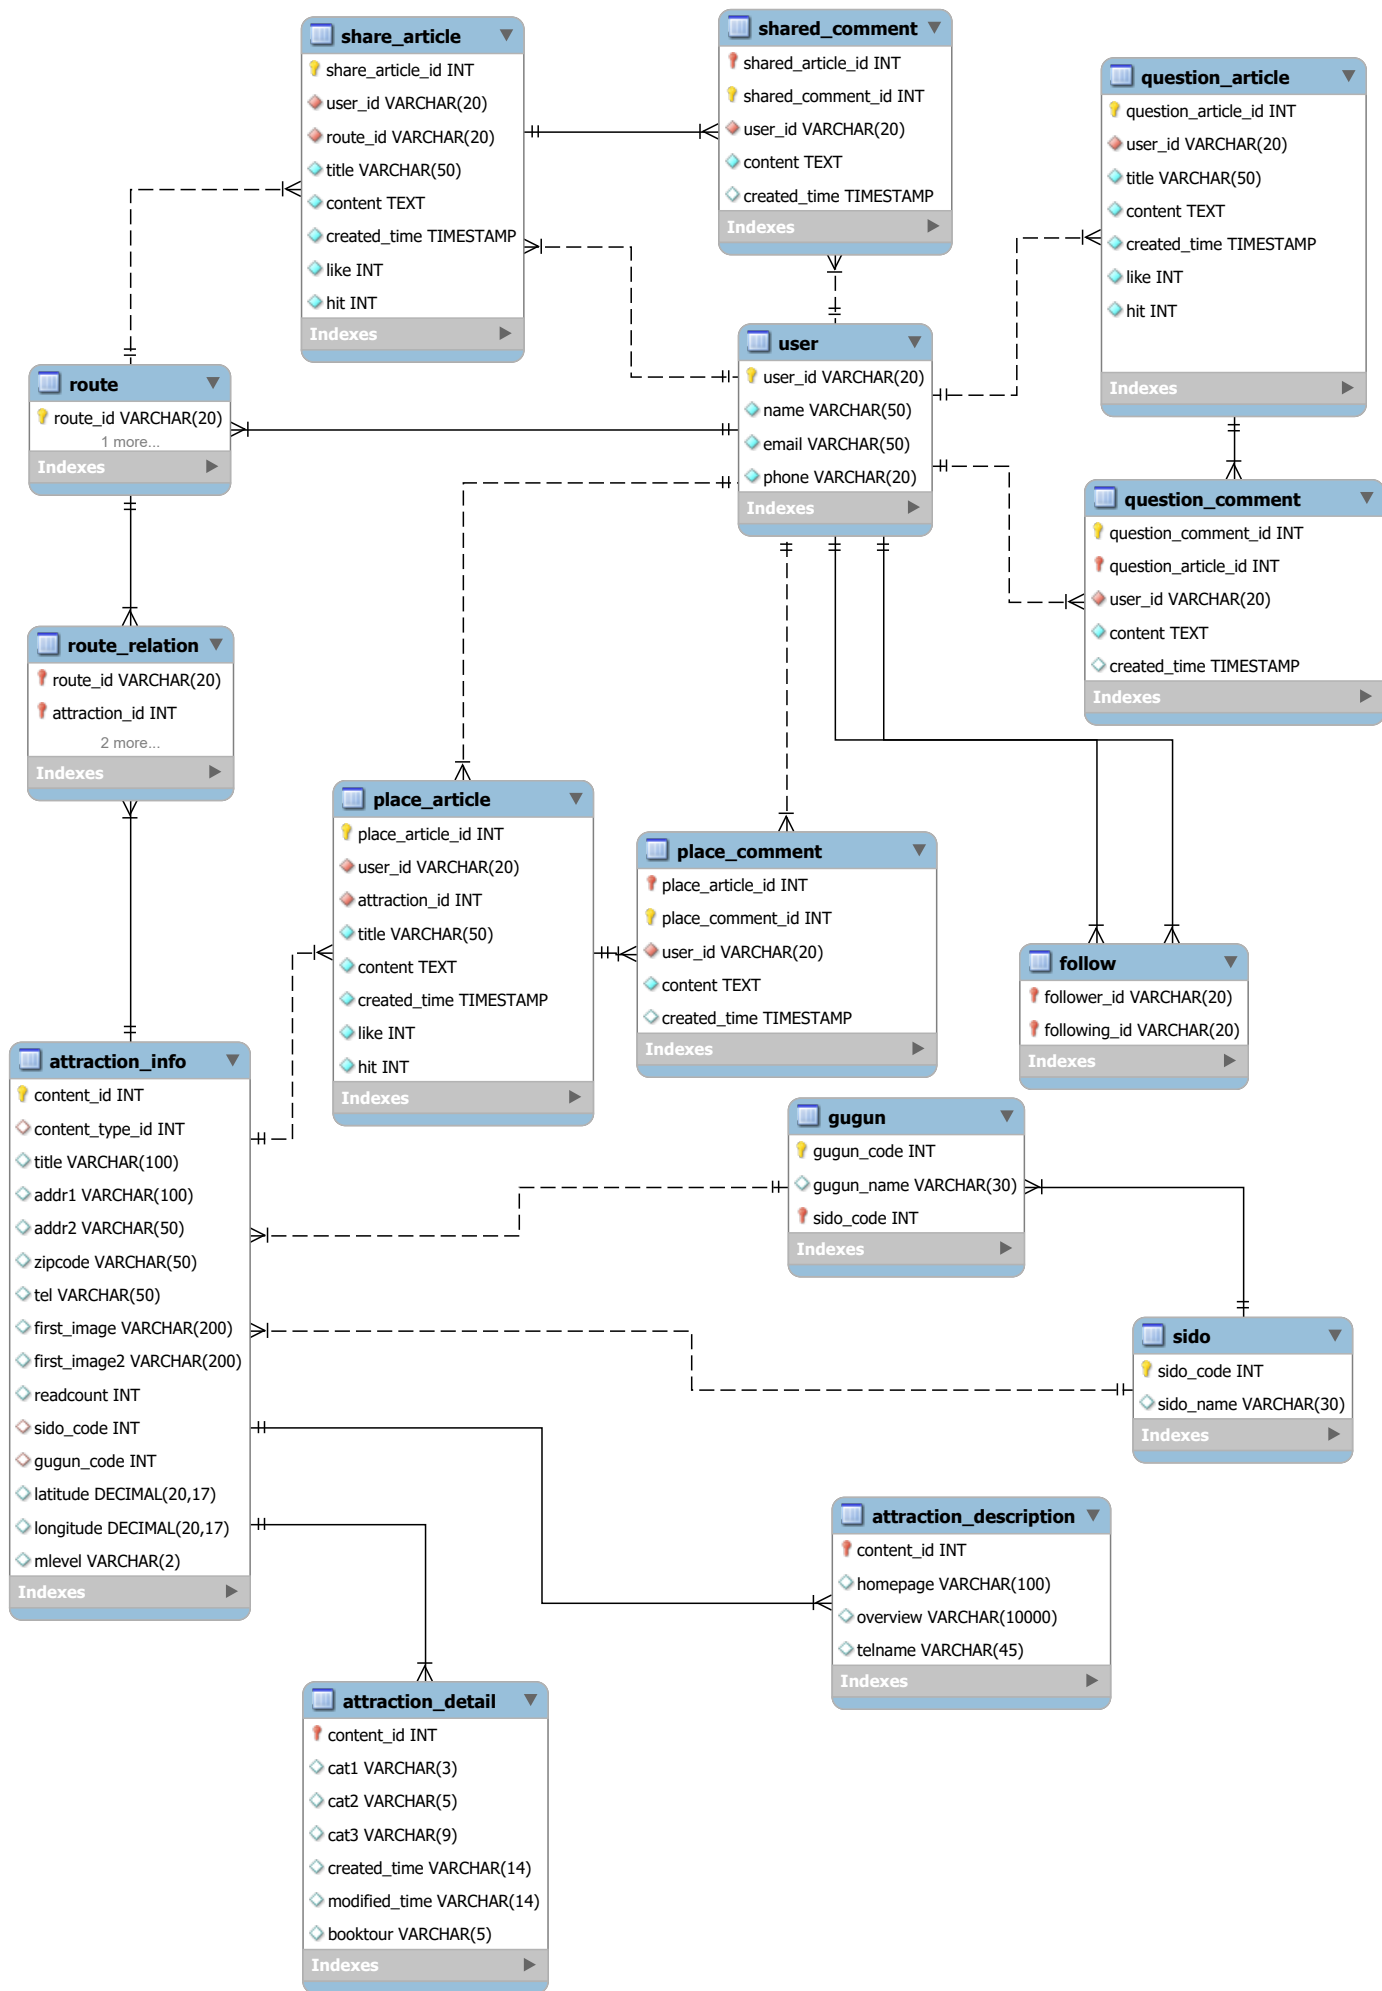 share_article
share_article_id INT
user_id VARCHAR(20)
route_id VARCHAR(20)
title VARCHAR(50)
content TEXT
created_time TIMESTAMP
like INT
hit INT
Indexes
shared_comment
shared_article_id INT
shared_comment_id INT
user_id VARCHAR(20)
content TEXT
created_time TIMESTAMP
Indexes
question_article
question_article_id INT
user_id VARCHAR(20)
title VARCHAR(50)
content TEXT
created_time TIMESTAMP
like INT
hit INT
Indexes
user
user_id VARCHAR(20)
name VARCHAR(50)
email VARCHAR(50)
phone VARCHAR(20)
Indexes
route
route_id VARCHAR(20)
1 more...
Indexes
question_comment
question_comment_id INT
question_article_id INT
user_id VARCHAR(20)
content TEXT
created_time TIMESTAMP
Indexes
route_relation
route_id VARCHAR(20)
attraction_id INT
2 more...
Indexes
place_article
place_article_id INT
user_id VARCHAR(20)
attraction_id INT
title VARCHAR(50)
content TEXT
created_time TIMESTAMP
like INT
hit INT
Indexes
place_comment
place_article_id INT
place_comment_id INT
user_id VARCHAR(20)
content TEXT
created_time TIMESTAMP
Indexes
follow
follower_id VARCHAR(20)
following_id VARCHAR(20)
Indexes
attraction_info
content_id INT
content_type_id INT
title VARCHAR(100)
addr1 VARCHAR(100)
addr2 VARCHAR(50)
zipcode VARCHAR(50)
tel VARCHAR(50)
first_image VARCHAR(200)
first_image2 VARCHAR(200)
readcount INT
sido_code INT
gugun_code INT
latitude DECIMAL(20,17)
longitude DECIMAL(20,17)
mlevel VARCHAR(2)
Indexes
gugun
gugun_code INT
gugun_name VARCHAR(30)
sido_code INT
Indexes
sido
sido_code INT
sido_name VARCHAR(30)
Indexes
attraction_description
content_id INT
homepage VARCHAR(100)
overview VARCHAR(10000)
telname VARCHAR(45)
Indexes
attraction_detail
content_id INT
cat1 VARCHAR(3)
cat2 VARCHAR(5)
cat3 VARCHAR(9)
created_time VARCHAR(14)
modified_time VARCHAR(14)
booktour VARCHAR(5)
Indexes